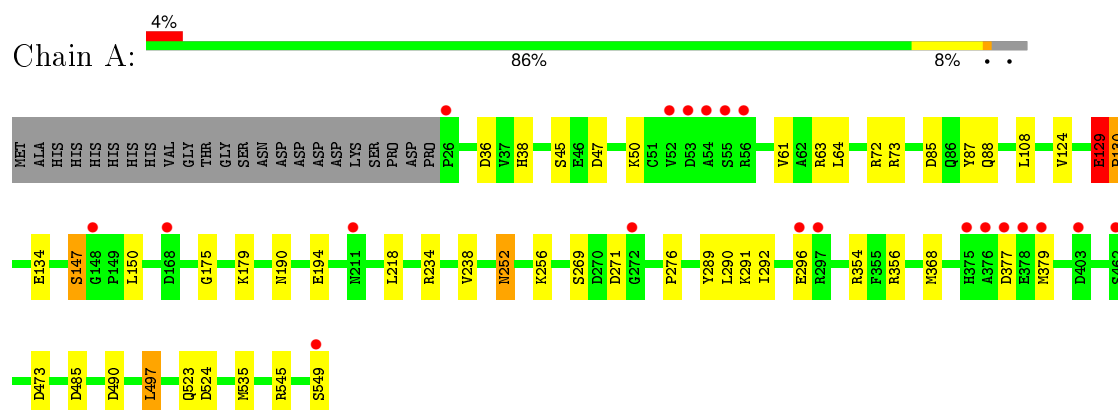 4%
Chain A:
86% 8% • •
MET ALA HIS HIS HIS HIS HIS HIS VAL GLY THR GLY SER ASN ASP ASP ASP ASP LYS SER PRO ASP PRO P26 D36 V37 H38 S45 E46 D47 K50 C51 V52 D53 A54 S55 R56 V61 A62 R63 L64 R72 R73 D85 Q86 Y87 Q88 L108 V124 E129
E134 S147 G148 P149 L150 D168 G175 K179 N190 E194 N211 L218 R234 V238 N252 K256 S269 D270 D271 G272 P276 Y289 L290 K291 I292 E296 R297 R354 F355 R356 M368 H375 A376 D377 E378 M379 D403
D473 D485 D490 L497 Q523 D524 M535 R545 S549